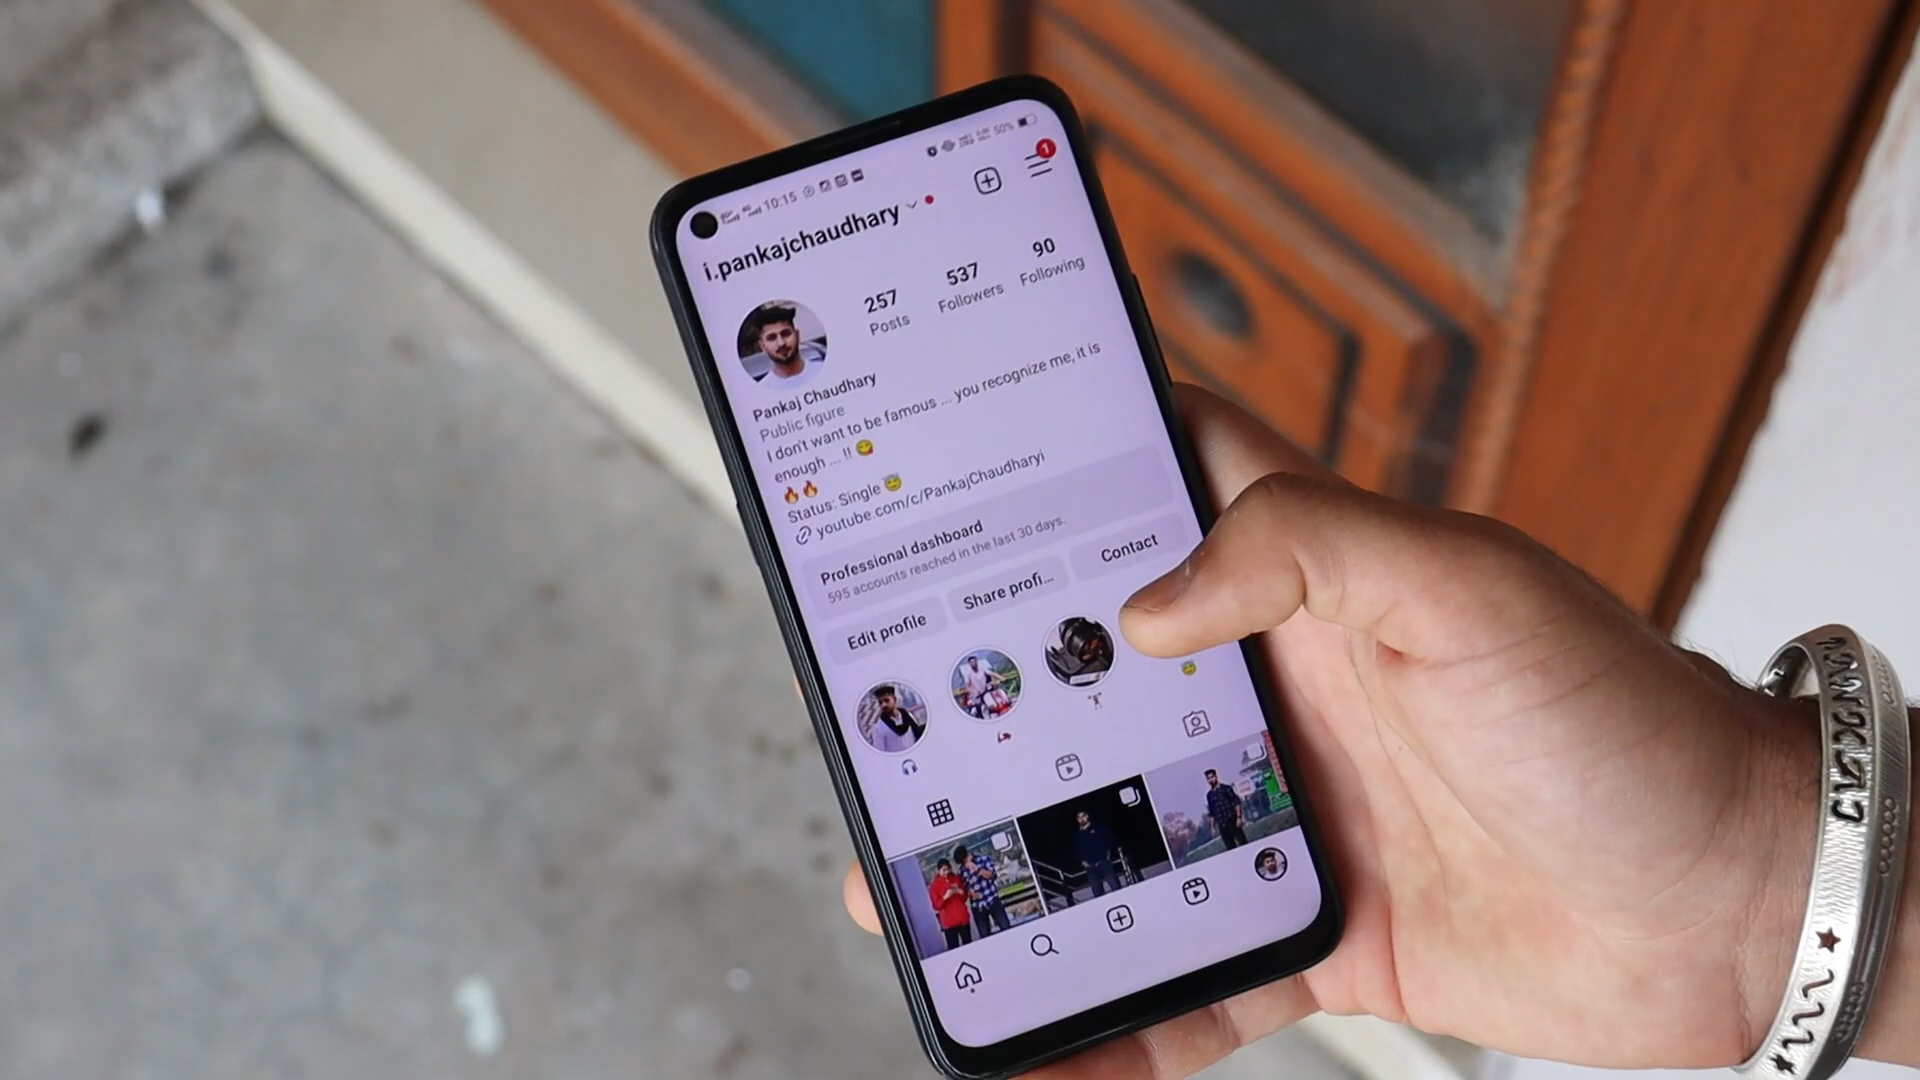 10:15
50%
1
i.pankajchaudhary
257
Posts
537
Followers
90
Following
Pankaj Chaudhary
Public figure
I don't want to be famous ... you recognize me, it is
enough ... !! 😋
🔥🔥
Status: Single 😇
youtube.com/c/PankajChaudharyi
Professional dashboard
595 accounts reached in the last 30 days.
Edit profile
Share profi...
Contact